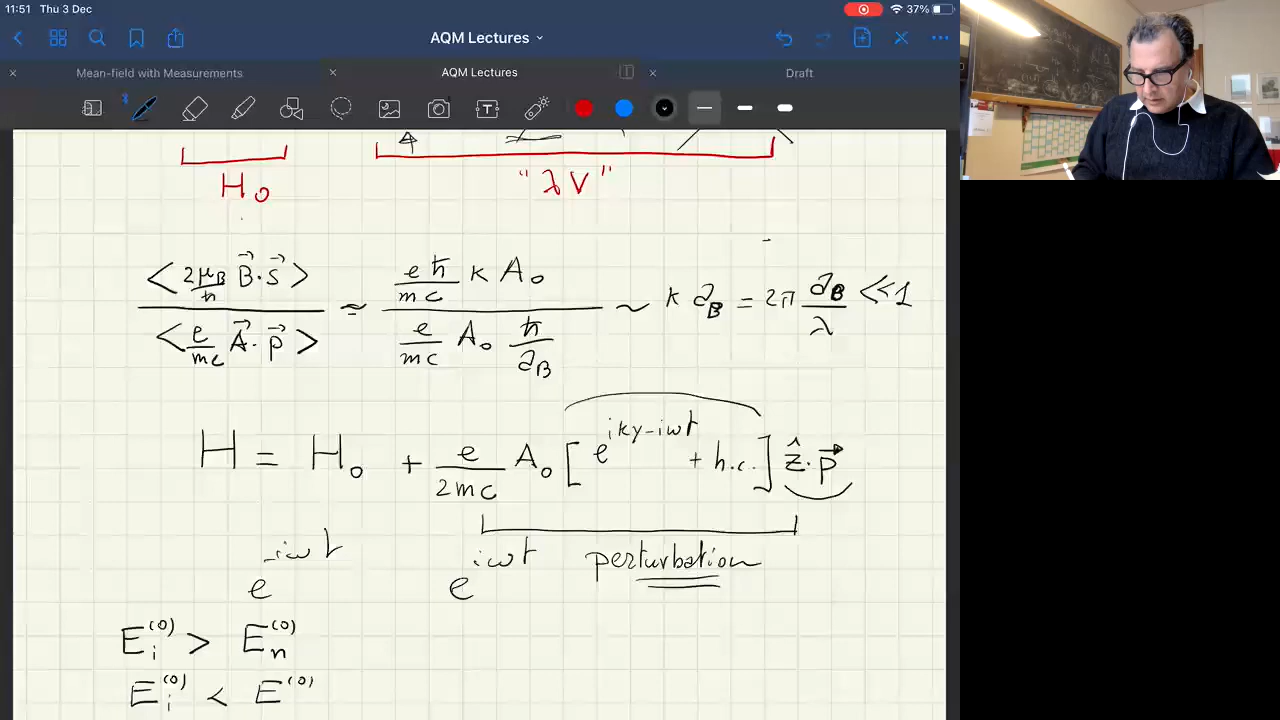 11:51 Thu 3 Dec 37%
AQM Lectures
Mean-field with Measurements AQM Lectures Draft
H₀ "λV"
<2μ_B/ħ B⃗·s⃗> / <e/mc A⃗·p⃗> ≈ (eħ/mc k A₀) / (e/mc A₀ ħ/a_B) ~ k a_B = 2π a_B/λ ≪ 1
H = H₀ + e/2mc A₀ [e^{iky-iωt} + h.c.] ẑ·p⃗
e^{-iωt} e^{iωt} perturbation
E_i^{(0)} > E_n^{(0)}
E_i^{(0)} < E^{(0)}